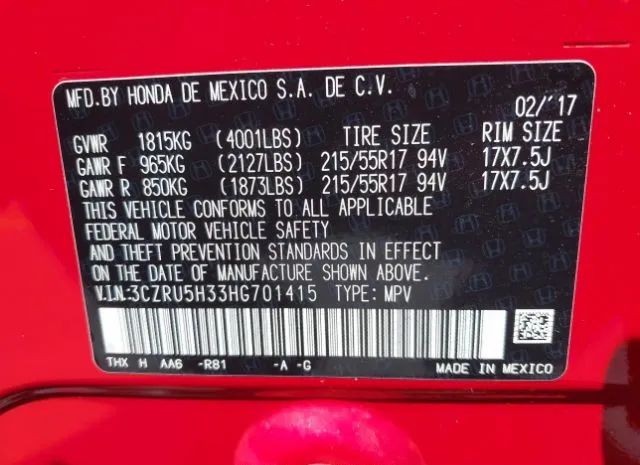 MFD.BY HONDA DE MEXICO S.A. DE C.V.
02/'17
GVWR 1815KG (4001LBS) TIRE SIZE RIM SIZE
GAWR F 965KG (2127LBS) 215/55R17 94V 17X7.5J
GAWR R 850KG (1873LBS) 215/55R17 94V 17X7.5J
THIS VEHICLE CONFORMS TO ALL APPLICABLE
FEDERAL MOTOR VEHICLE SAFETY
AND THEFT PREVENTION STANDARDS IN EFFECT
ON THE DATE OF MANUFACTURE SHOWN ABOVE.
V.I.N.:3CZRU5H33HG701415 TYPE: MPV
THX H AA6 -R81 -A -G MADE IN MEXICO